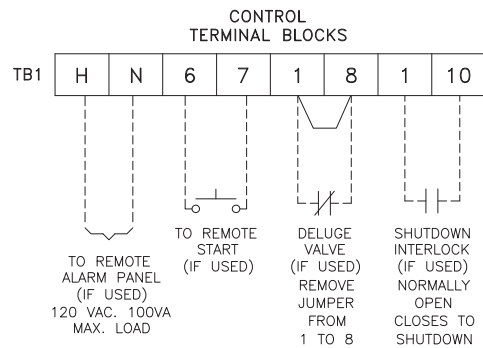 CONTROL
TERMINAL BLOCKS
TB1 H N 6 7 1 8 1 10
TO REMOTE
ALARM PANEL
(IF USED)
120 VAC. 100VA
MAX. LOAD
TO REMOTE
START
(IF USED)
DELUGE
VALVE
(IF USED)
REMOVE
JUMPER
FROM
1 TO 8
SHUTDOWN
INTERLOCK
(IF USED)
NORMALLY
OPEN
CLOSES TO
SHUTDOWN